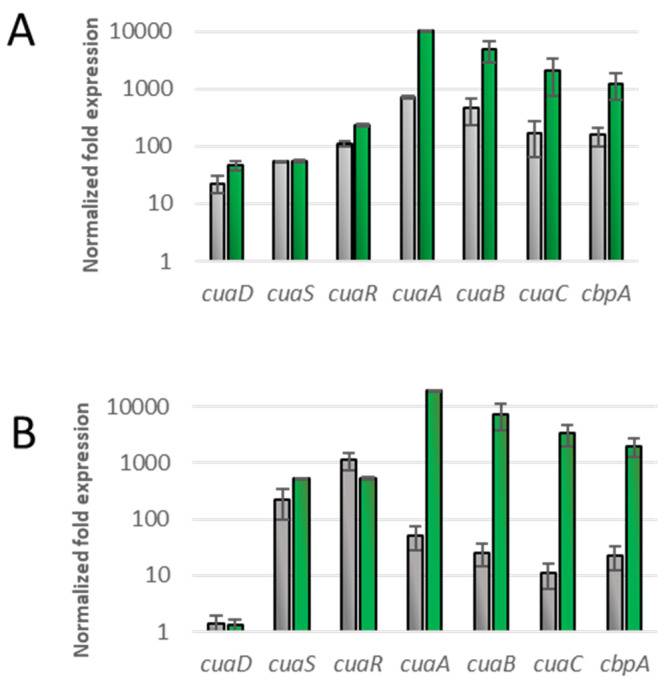 A
Normalized fold expression
10000
1000
100
10
1
cuaD cuaS cuaR cuaA cuaB cuaC cbpA
B
Normalized fold expression
10000
1000
100
10
1
cuaD cuaS cuaR cuaA cuaB cuaC cbpA